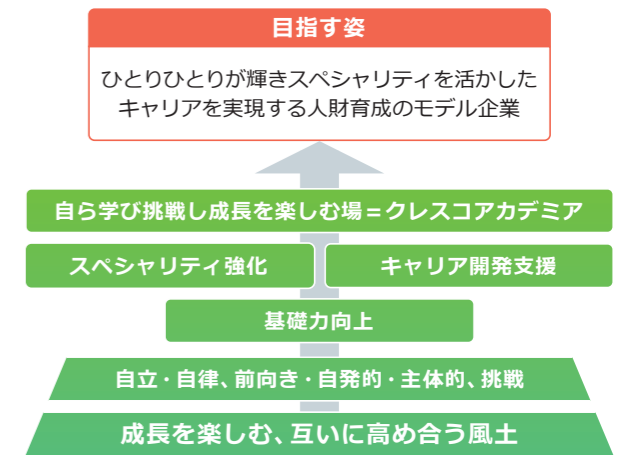 目指す姿
ひとりひとりが輝きスペシャリティを活かした
キャリアを実現する人財育成のモデル企業
自ら学び挑戦し成長を楽しむ場＝クレスコアカデミア
スペシャリティ強化
キャリア開発支援
基礎力向上
自立・自律、前向き・自発的・主体的、挑戦
成長を楽しむ、互いに高め合う風土